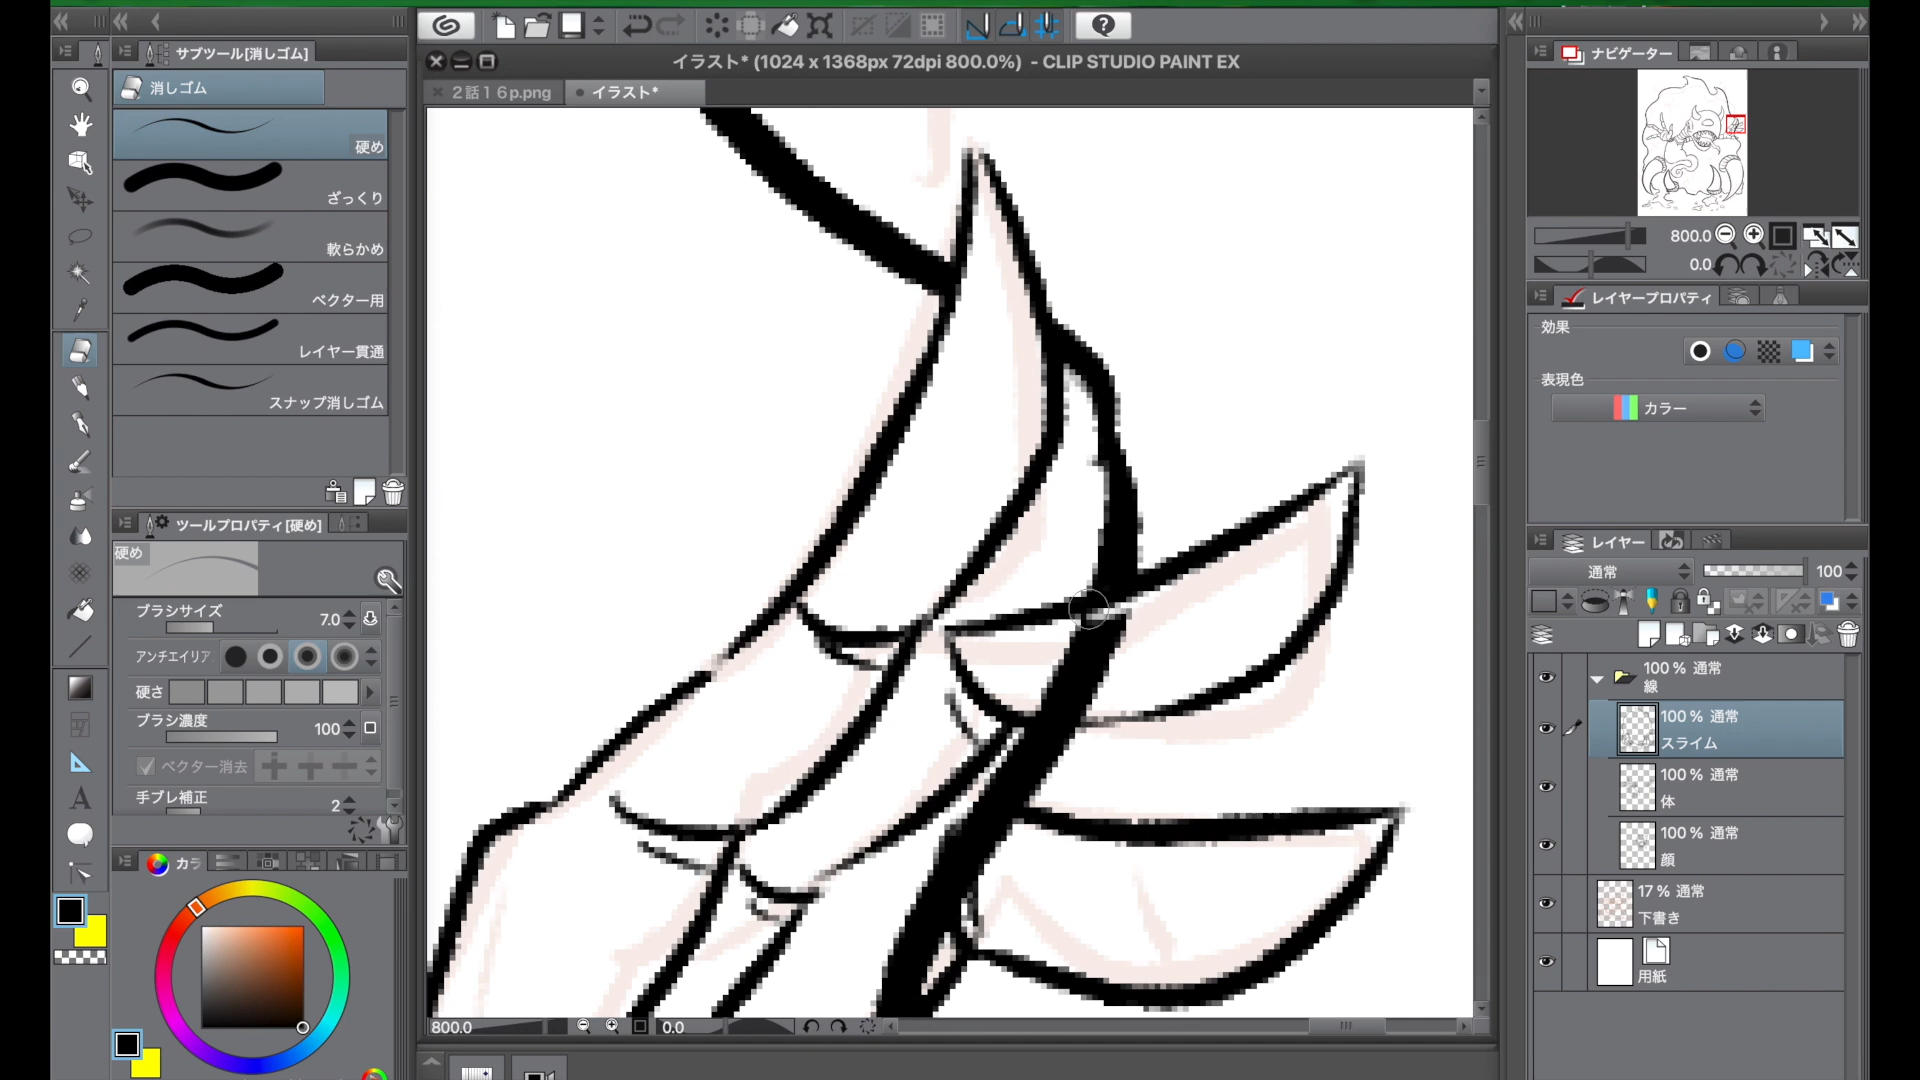 サブツール[消しゴム]
消しゴム
硬め
ざっくり
軟らかめ
ベクター用
レイヤー貫通
スナップ消しゴム
ツールプロパティ[硬め]
硬め
ブラシサイズ 7.0
アンチエイリア
硬さ
ブラシ濃度 100
ベクター消去
手ブレ補正 2
カラ
イラスト* (1024 x 1368px 72dpi 800.0%) - CLIP STUDIO PAINT EX
2話16p.png
イラスト*
800.0 0.0
ナビゲーター
800.0
0.0
レイヤープロパティ
効果
表現色
カラー
レイヤー
通常 100
100 % 通常
線
100 % 通常
スライム
100 % 通常
体
100 % 通常
顔
17 % 通常
下書き
用紙